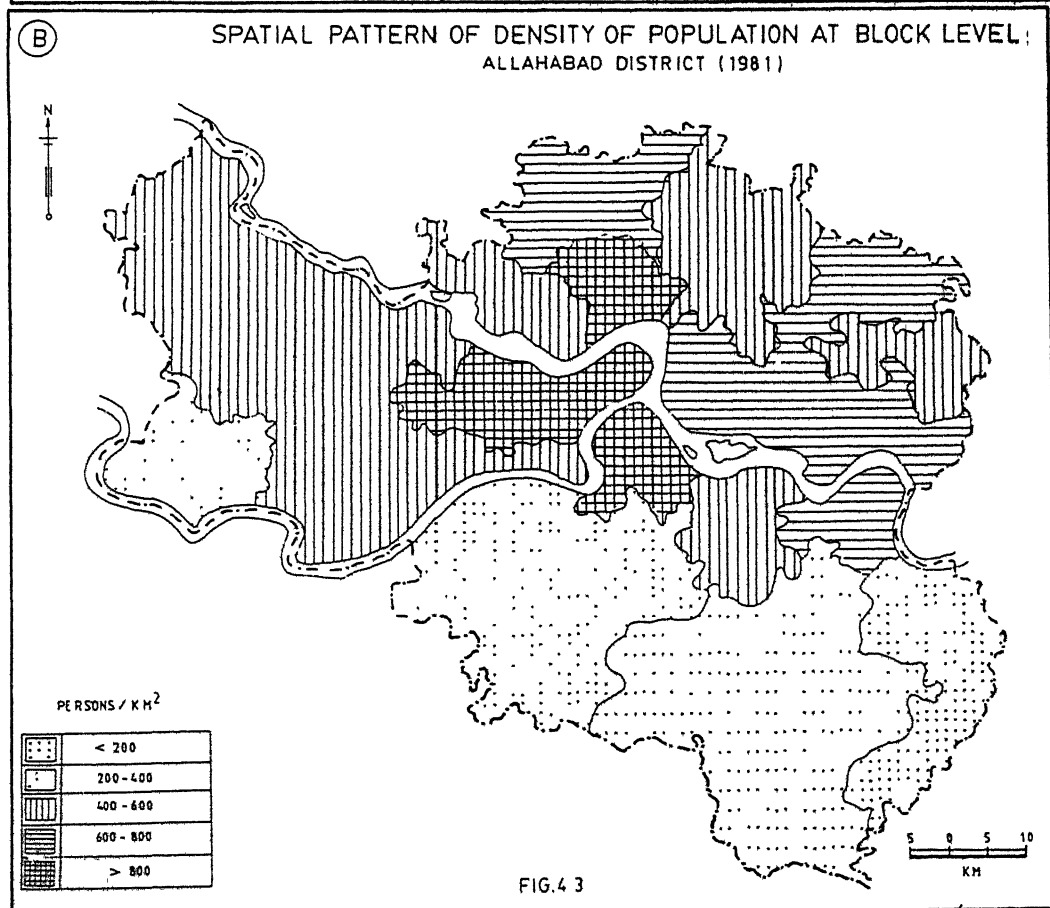 B
SPATIAL PATTERN OF DENSITY OF POPULATION AT BLOCK LEVEL;
ALLAHABAD DISTRICT (1981)
N
PERSONS / KM²
< 200
200-400
400-600
600-800
> 800
5 0 5 10
KM
FIG.4 3